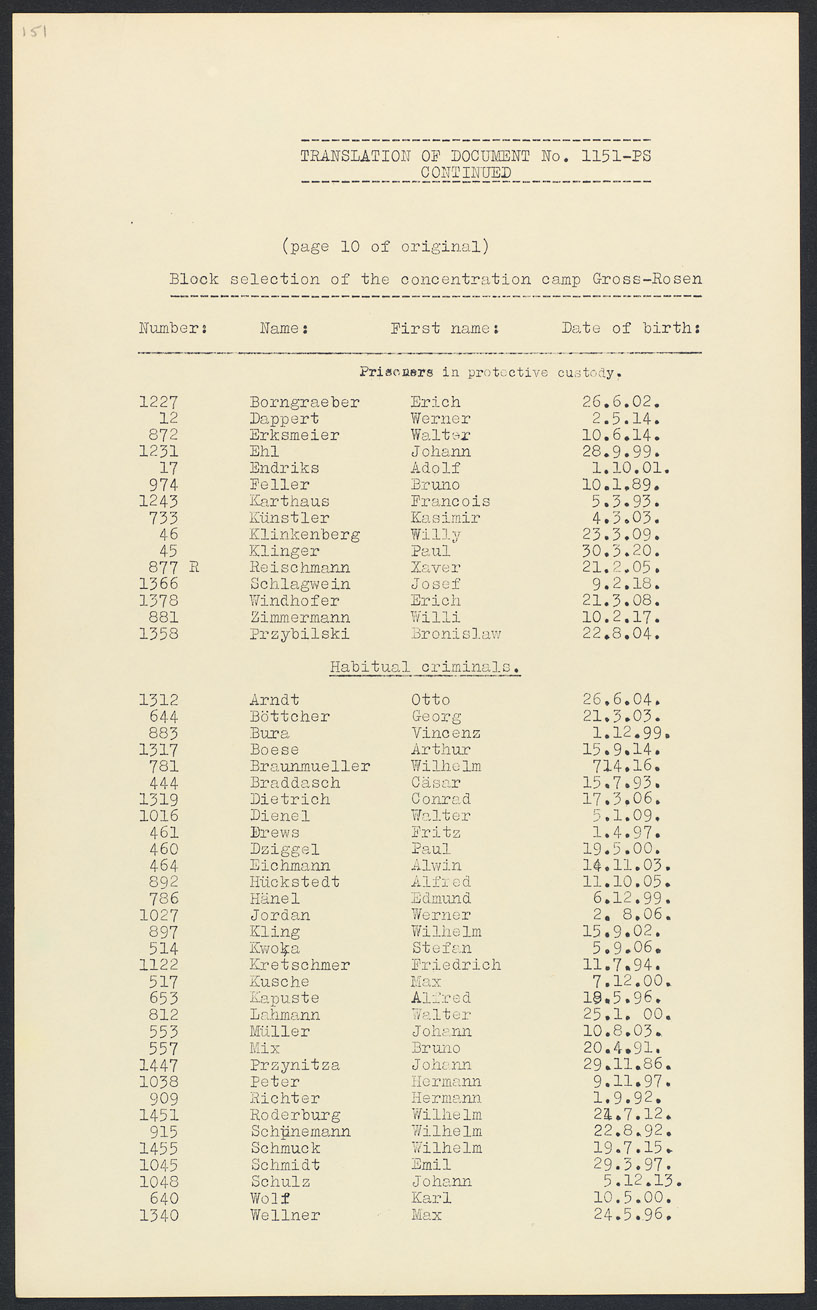 151
TRANSLATION OF DOCUMENT No. 1151-PS
CONTINUED
(page 10 of original)
Block selection of the concentration camp Gross-Rosen
Number: Name: First name: Date of birth:
Prisoners in protective custody.
1227 Borngraeber Erich 26.6.02.
12 Dappert Werner 2.5.14.
872 Erksmeier Walter 10.6.14.
1231 Ehl Johann 28.9.99.
17 Endriks Adolf 1.10.01.
974 Feller Bruno 10.1.89.
1243 Karthaus Francois 5.3.93.
733 Künstler Kasimir 4.3.03.
46 Klinkenberg Willy 23.3.09.
45 Klinger Paul 30.3.20.
877 R Reischmann Xaver 21.2.05.
1366 Schlagwein Josef 9.2.18.
1378 Windhofer Erich 21.3.08.
881 Zimmermann Willi 10.2.17.
1358 Przybilski Bronislaw 22.8.04.
Habitual criminals.
1312 Arndt Otto 26.6.04.
644 Böttcher Georg 21.3.03.
883 Bura Vincenz 1.12.99.
1317 Boese Arthur 15.9.14.
781 Braunmueller Wilhelm 714.16.
444 Braddasch Cäsar 15.7.93.
1319 Dietrich Conrad 17.3.06.
1016 Dienel Walter 5.1.09.
461 Drews Fritz 1.4.97.
460 Dziggel Paul 19.5.00.
464 Eichmann Alwin 14.11.03.
892 Hückstedt Alfred 11.10.05.
786 Hänel Edmund 6.12.99.
1027 Jordan Werner 2. 8.06.
897 Kling Wilhelm 15.9.02.
514 Kwoka Stefan 5.9.06.
1122 Kretschmer Friedrich 11.7.94.
517 Kusche Max 7.12.00.
653 Kapuste Alfred 18.5.96.
812 Lahmann Walter 25.1. 00.
553 Müller Johann 10.8.03.
557 Mix Bruno 20.4.91.
1447 Przynitza Johann 29.11.86.
1038 Peter Hermann 9.11.97.
909 Richter Hermann 1.9.92.
1451 Roderburg Wilhelm 24.7.12.
915 Schünemann Wilhelm 22.8.92.
1455 Schmuck Wilhelm 19.7.15.
1045 Schmidt Emil 29.3.97.
1048 Schulz Johann 5.12.13.
640 Wolf Karl 10.5.00.
1340 Wellner Max 24.5.96.